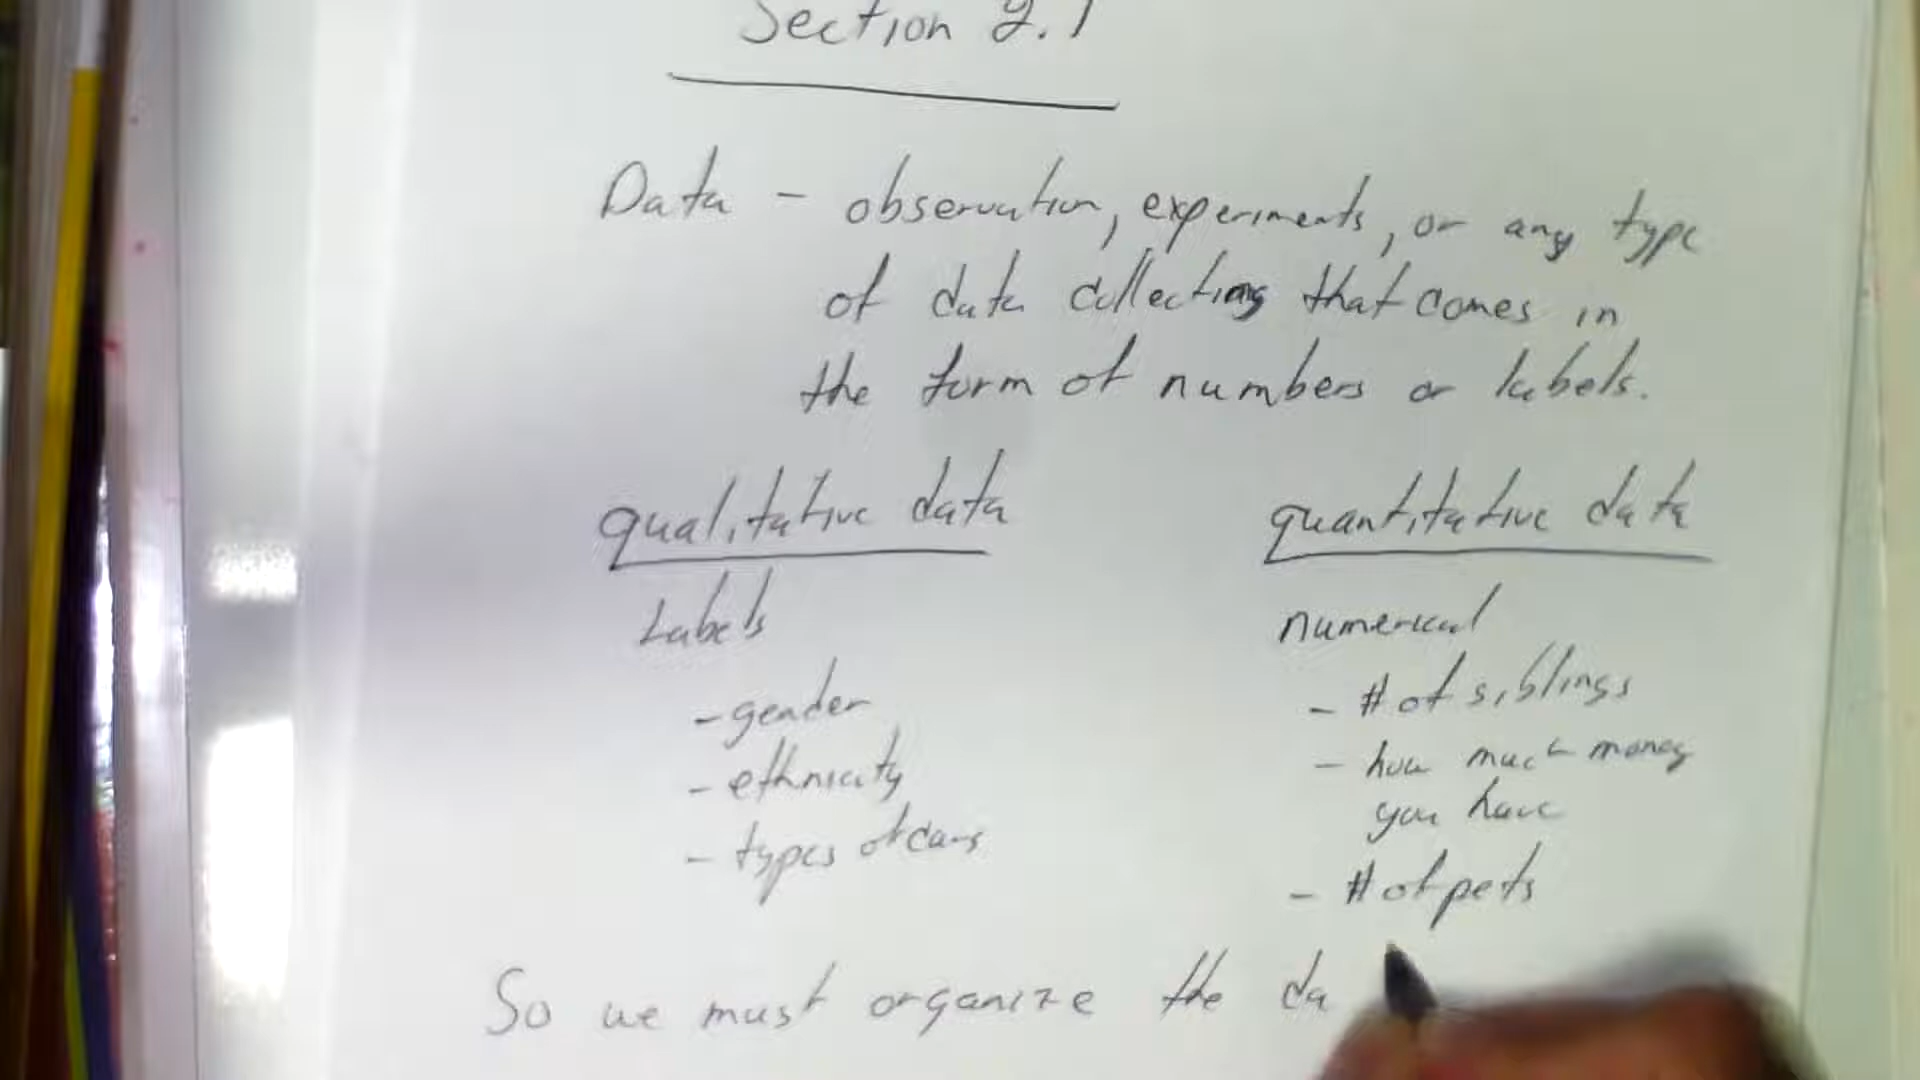 Section 2.1
Data - observation, experiments, or any type
of data collecting that comes in
the form of numbers or labels.
qualitative data
Labels
- gender
- ethnicity
- types of cars
quantitative data
numerical
- # of siblings
- how much money
you have
- # of pets
So we must organize the da